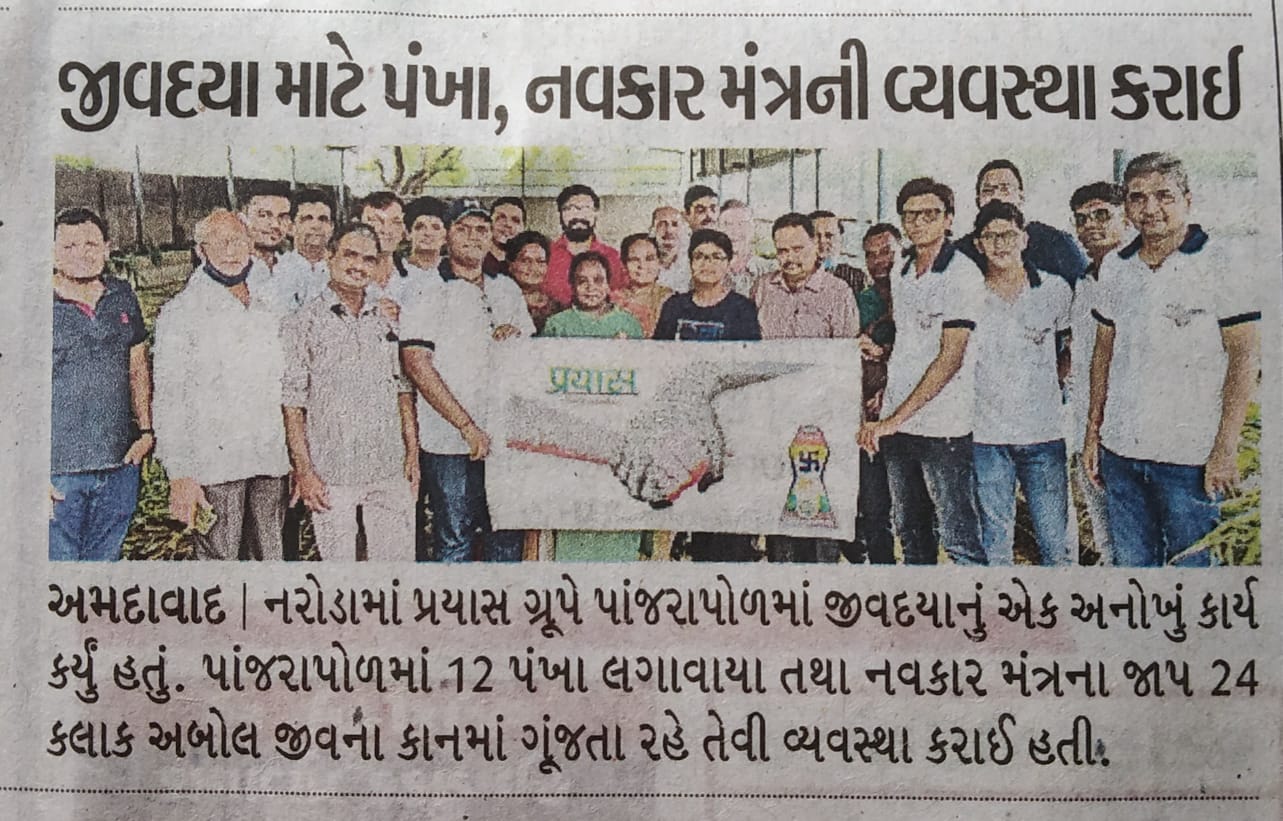 જીવદયા માટે પંખા, નવકાર મંત્રની વ્યવસ્થા કરાઈ
પ્રયાસ
અમદાવાદ | નરોડામાં પ્રયાસ ગ્રૂપે પાંજરાપોળમાં જીવદયાનું એક અનોખું કાર્ય
કર્યું હતું. પાંજરાપોળમાં 12 પંખા લગાવાયા તથા નવકાર મંત્રના જાપ 24
કલાક અબોલ જીવના કાનમાં ગૂંજતા રહે તેવી વ્યવસ્થા કરાઈ હતી.